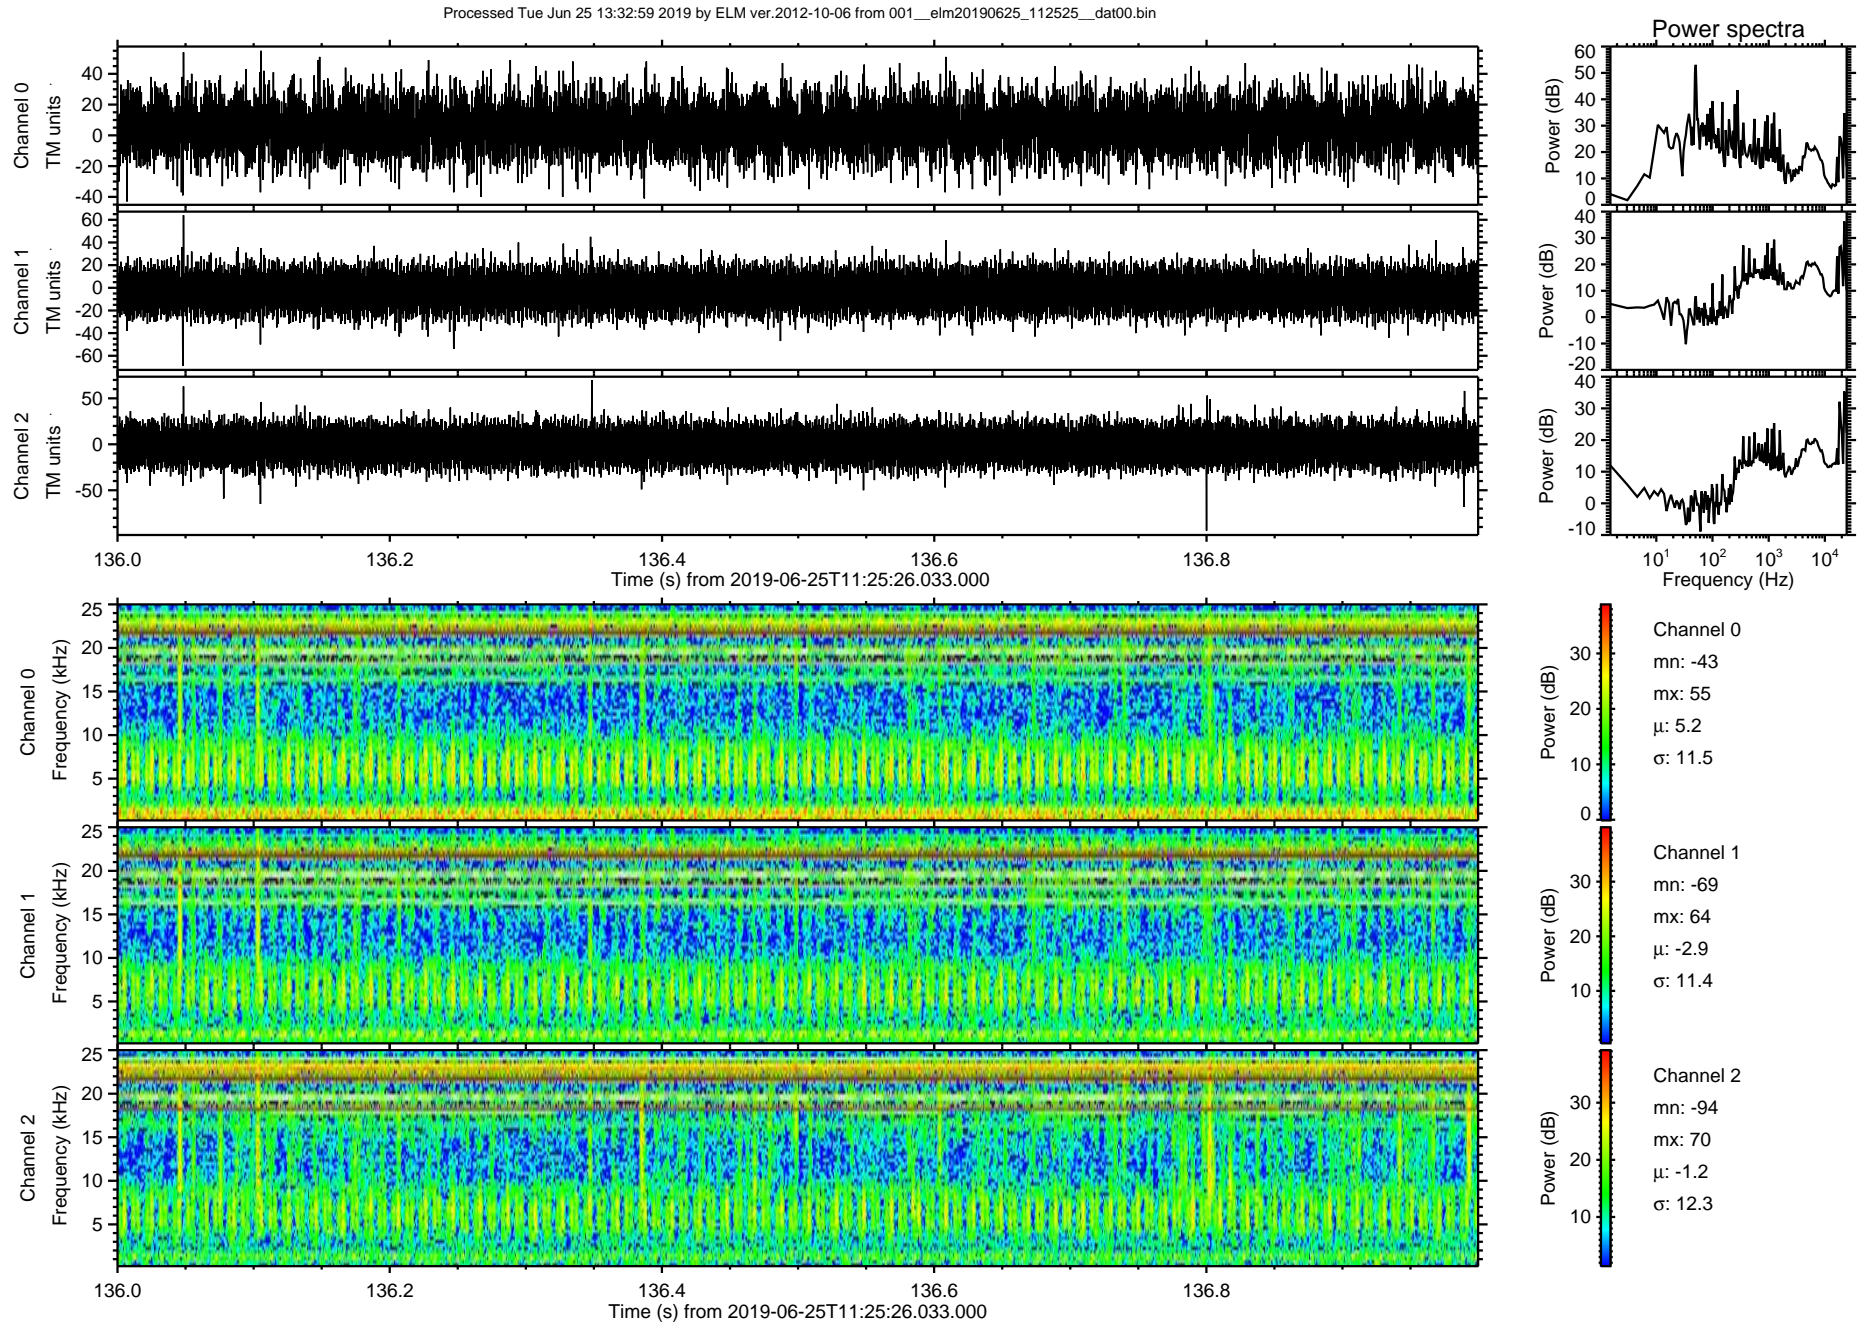 Processed Tue Jun 25 13:32:59 2019 by ELM ver.2012-10-06 from 001__elm20190625_112525__dat00.bin
Power spectra
Channel 0
TM units
40
20
0
-20
-40
Power (dB)
60
50
40
30
20
10
0
Channel 1
TM units
60
40
20
0
-20
-40
-60
Power (dB)
40
30
20
10
0
-10
-20
Channel 2
TM units
50
0
-50
Power (dB)
40
30
20
10
0
-10
136.0 136.2 136.4 136.6 136.8
Time (s) from 2019-06-25T11:25:26.033.000
10^1 10^2 10^3 10^4
Frequency (Hz)
Channel 0
Frequency (kHz)
25
20
15
10
5
Power (dB)
30
20
10
0
Channel 0
mn: -43
mx: 55
μ: 5.2
σ: 11.5
Channel 1
Frequency (kHz)
25
20
15
10
5
Power (dB)
30
20
10
Channel 1
mn: -69
mx: 64
μ: -2.9
σ: 11.4
Channel 2
Frequency (kHz)
25
20
15
10
5
Power (dB)
30
20
10
Channel 2
mn: -94
mx: 70
μ: -1.2
σ: 12.3
136.0 136.2 136.4 136.6 136.8
Time (s) from 2019-06-25T11:25:26.033.000